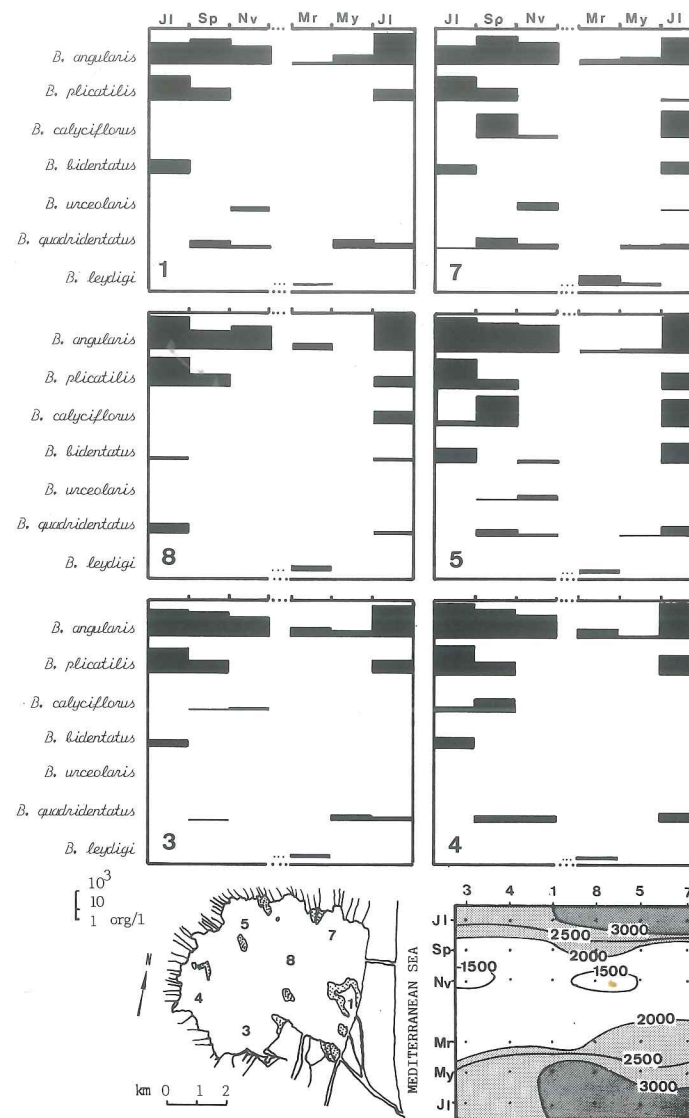 Jl Sp Nv ... Mr My Jl
Jl Sρ Nv ... Mr My Jl
B. angularis
B. plicatilis
B. calyciflorus
B. bidentatus
B. urceolaris
B. quadridentatus
B. leydigi
1
...
7
...
B. angularis
B. plicatilis
B. calyciflorus
B. bidentatus
B. urceolaris
B. quadridentatus
B. leydigi
8
...
5
...
B. angularis
B. plicatilis
B. calyciflorus
B. bidentatus
B. urceolaris
B. quadridentatus
B. leydigi
3
...
4
...
10³
10
1 org/l
N
5
7
8
4
1
3
km 0 1 2
MEDITERRANEAN SEA
3 4 1 8 5 7
Jl
Sp
Nv
Mr
My
Jl
3000
2500
2000
1500
1500
2000
2500
3000